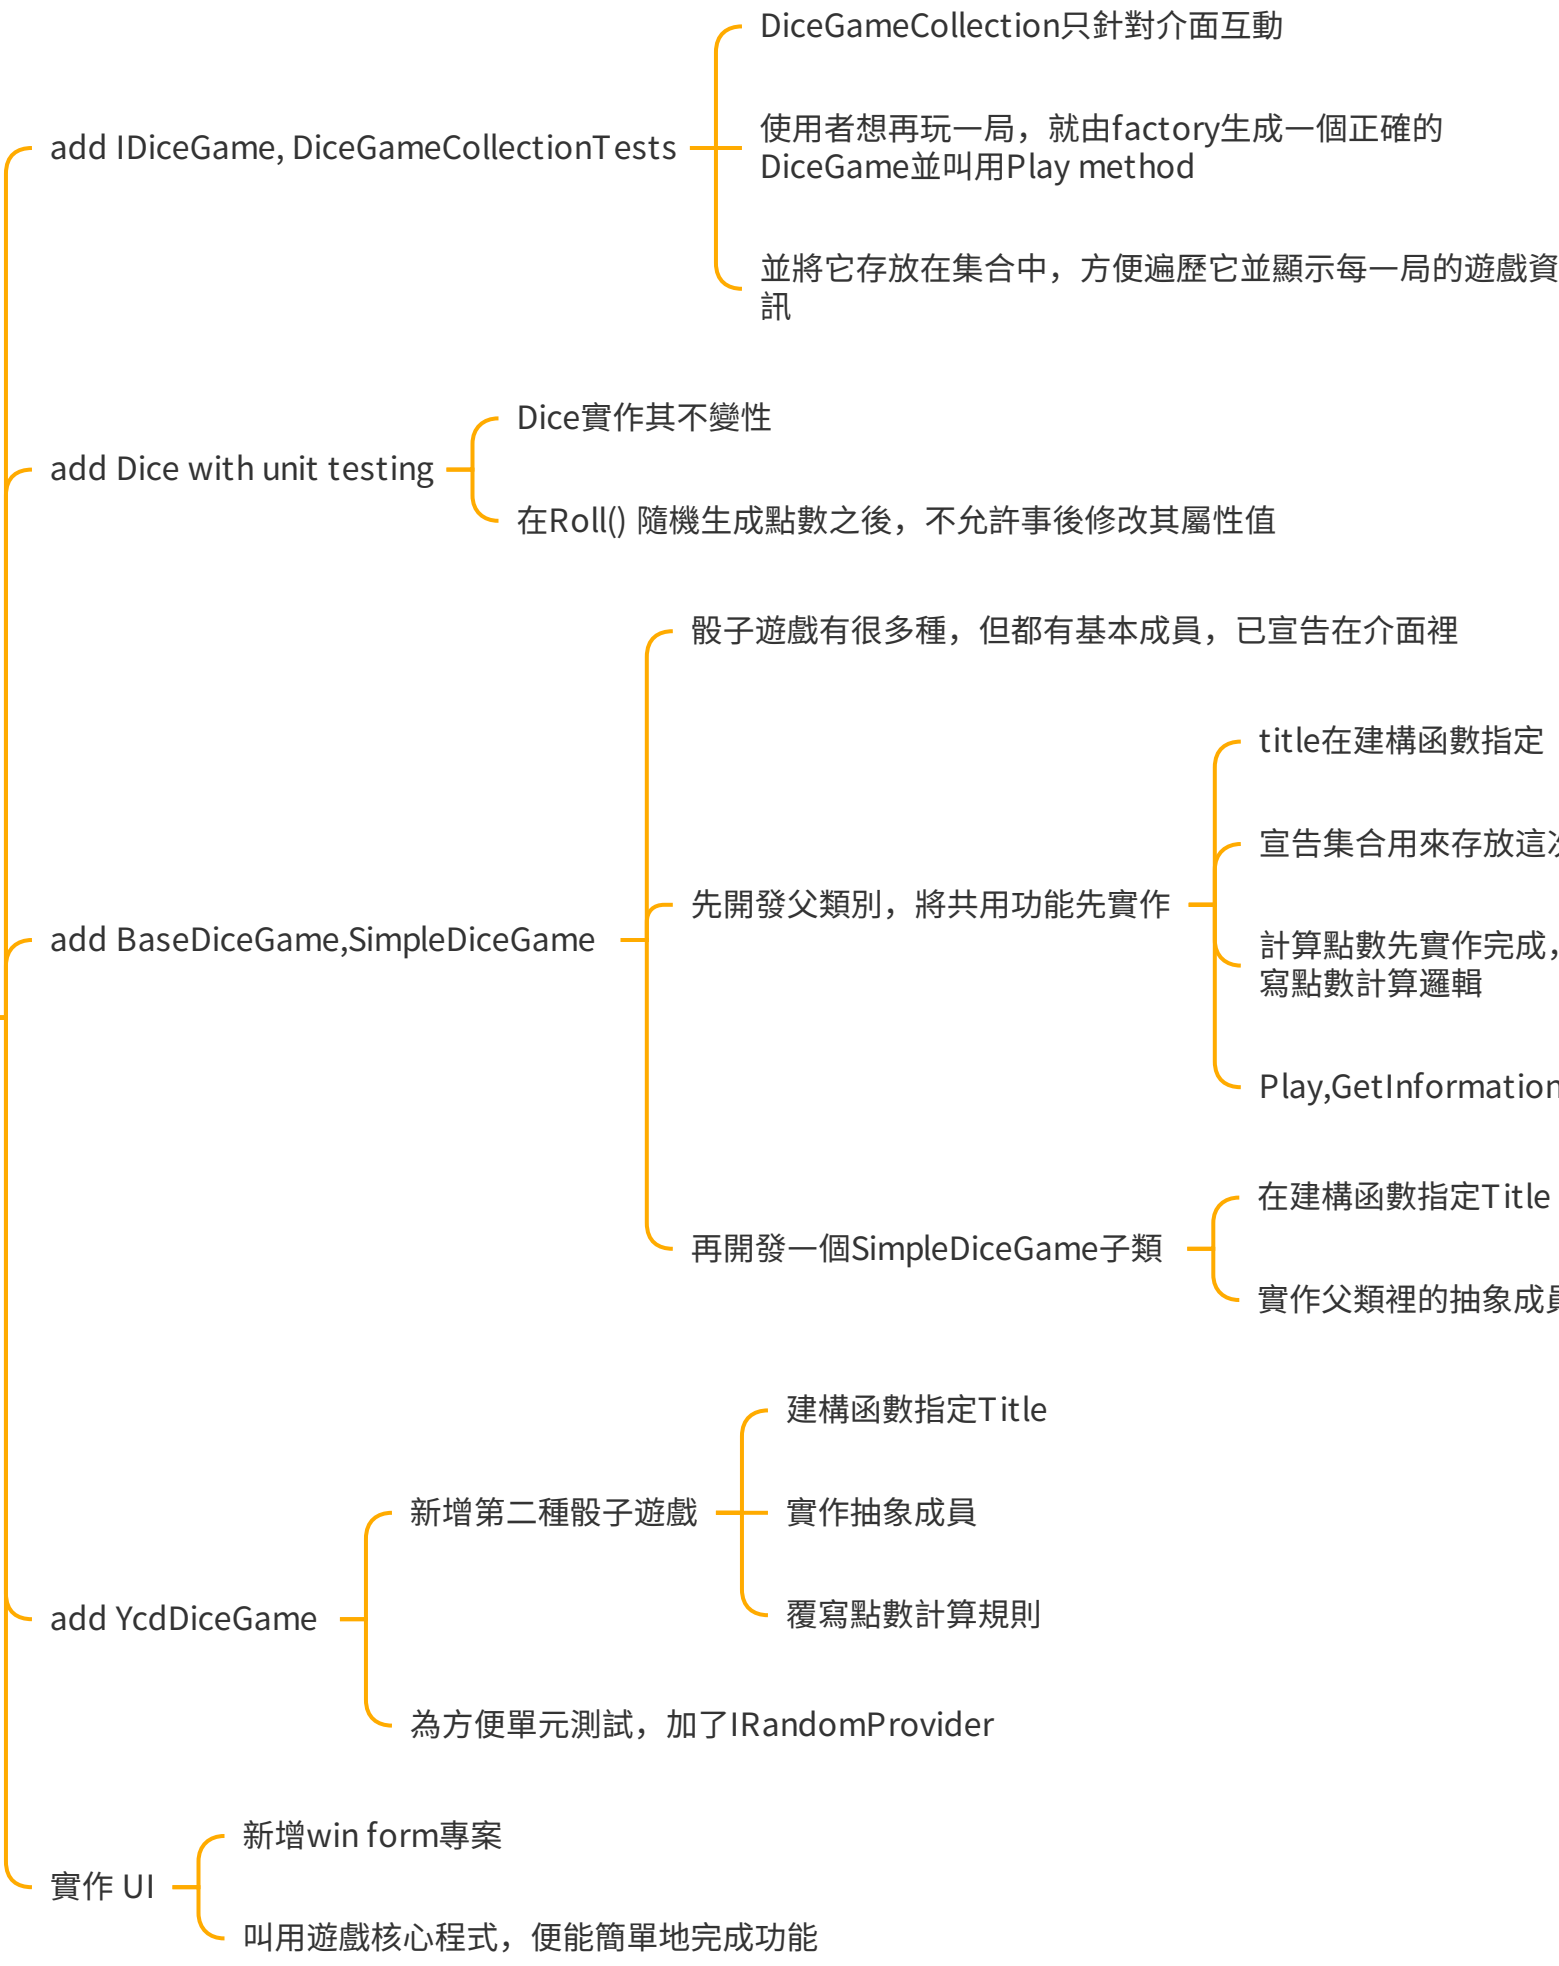 DiceGameCollection只針對介面互動
add IDiceGame, DiceGameCollectionTests
使用者想再玩一局，就由factory生成一個正確的
DiceGame並叫用Play method
並將它存放在集合中，方便遍歷它並顯示每一局的遊戲資
訊
add Dice with unit testing
Dice實作其不變性
在Roll() 隨機生成點數之後，不允許事後修改其屬性值
add BaseDiceGame,SimpleDiceGame
骰子遊戲有很多種，但都有基本成員，已宣告在介面裡
先開發父類別，將共用功能先實作
title在建構函數指定
宣告集合用來存放這
計算點數先實作完成，
寫點數計算邏輯
Play,GetInformation
再開發一個SimpleDiceGame子類
在建構函數指定Title
實作父類裡的抽象成員
add YcdDiceGame
新增第二種骰子遊戲
建構函數指定Title
實作抽象成員
覆寫點數計算規則
為方便單元測試，加了IRandomProvider
實作 UI
新增win form專案
叫用遊戲核心程式，便能簡單地完成功能